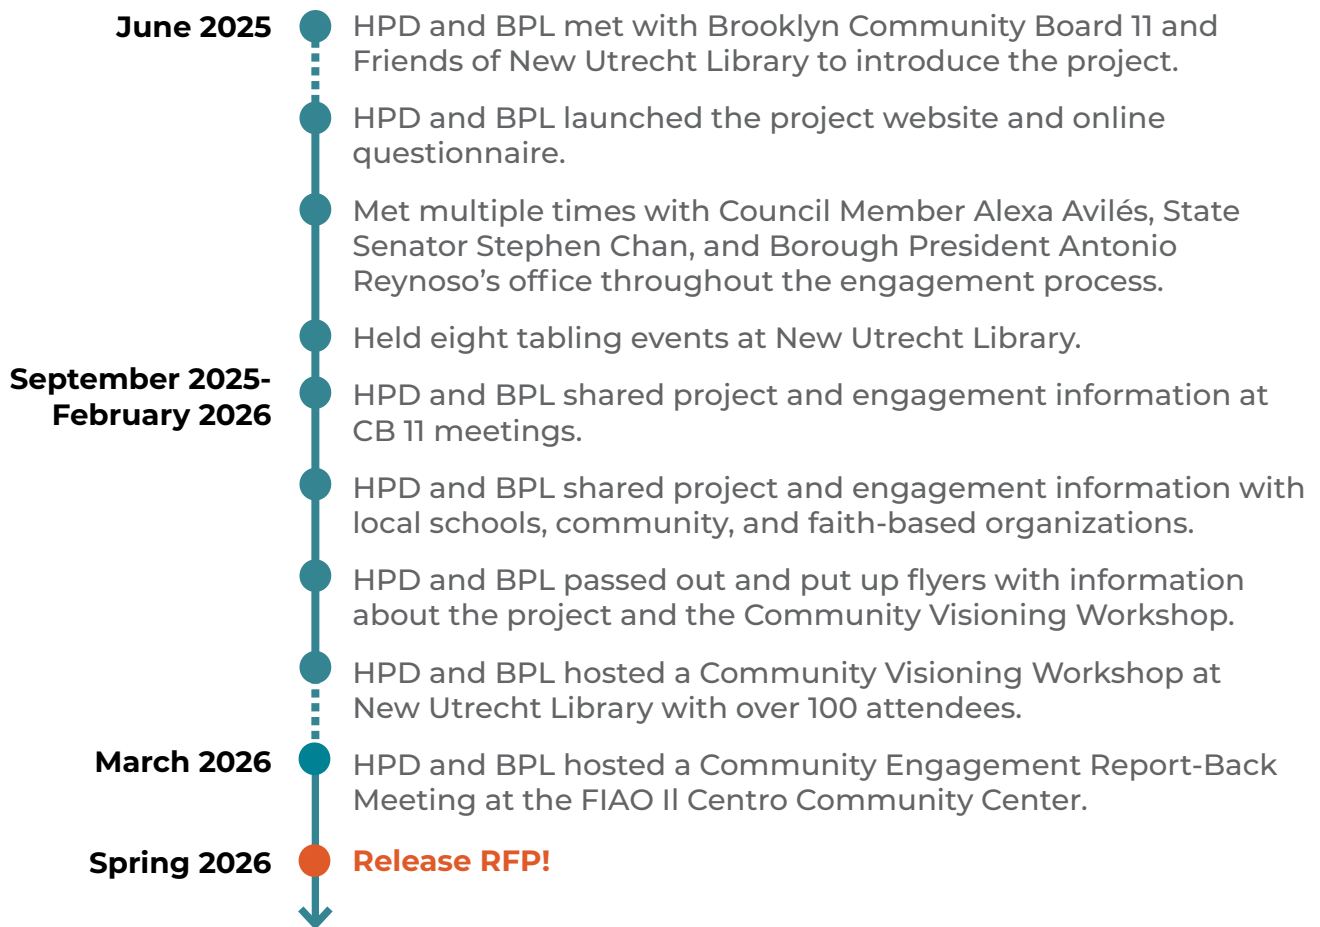 June 2025
HPD and BPL met with Brooklyn Community Board 11 and
Friends of New Utrecht Library to introduce the project.
HPD and BPL launched the project website and online
questionnaire.
Met multiple times with Council Member Alexa Avilés, State
Senator Stephen Chan, and Borough President Antonio
Reynoso’s office throughout the engagement process.
Held eight tabling events at New Utrecht Library.
September 2025-
February 2026
HPD and BPL shared project and engagement information at
CB 11 meetings.
HPD and BPL shared project and engagement information with
local schools, community, and faith-based organizations.
HPD and BPL passed out and put up flyers with information
about the project and the Community Visioning Workshop.
HPD and BPL hosted a Community Visioning Workshop at
New Utrecht Library with over 100 attendees.
March 2026
HPD and BPL hosted a Community Engagement Report-Back
Meeting at the FIAO Il Centro Community Center.
Spring 2026
Release RFP!